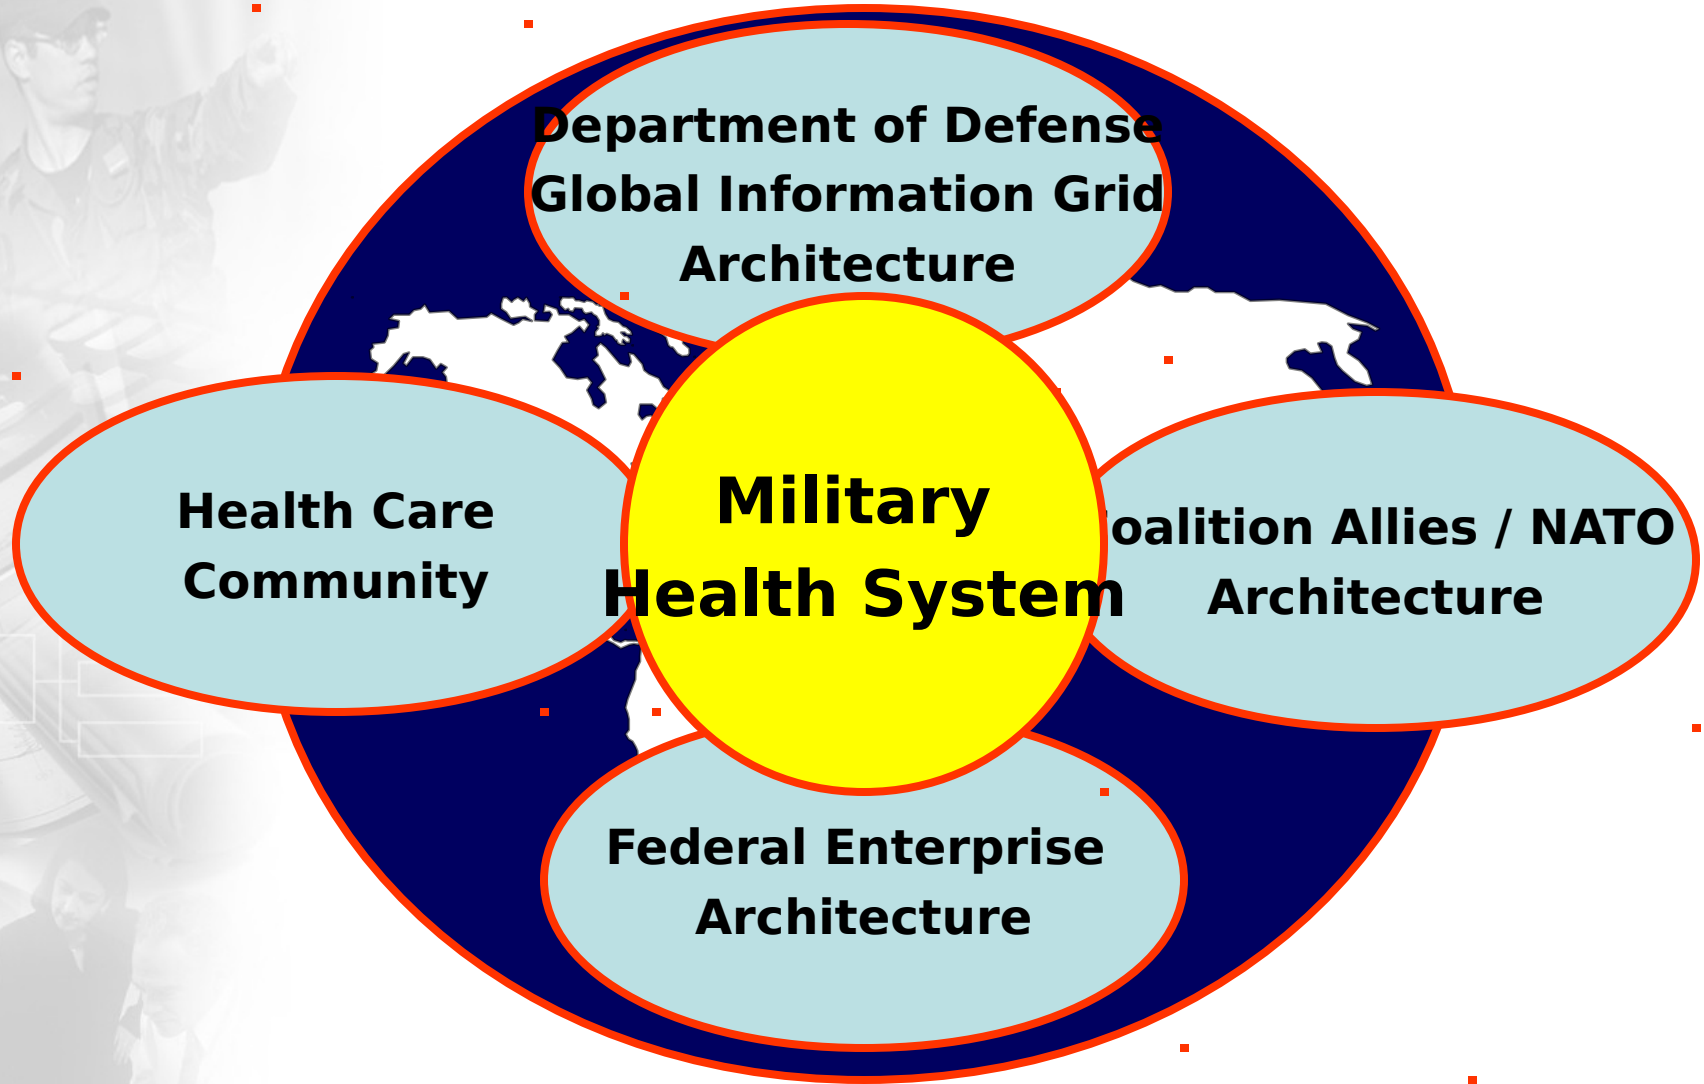 Department of Defense
Global Information Grid
Architecture
Health Care
Community
Military
Health System
oalition Allies / NATO
Architecture
Federal Enterprise
Architecture